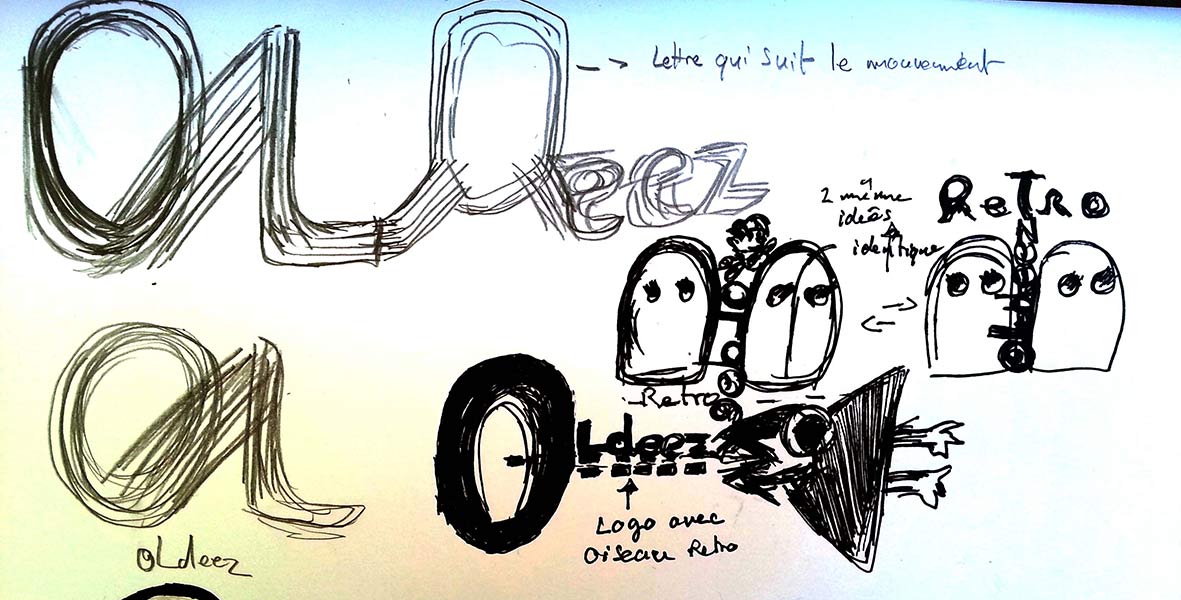 OLdeez
Lettre qui suit le mouvement
2 même
idées
identique
ReTro
Retro
OLdeez
Logo avec
Oiseau Retro
OLdeez